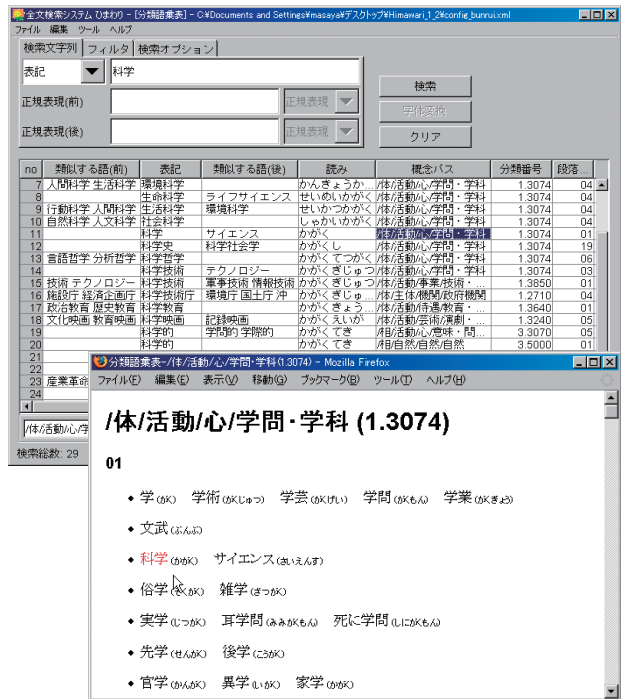 全文検索システム ひまわり - [分類語彙表] - C:¥Documents and Settings¥masaya¥デスクトップ¥Himawari_1_2¥config_bunrui.xml
ファイル 編集 ツール ヘルプ
検索文字列 フィルタ 検索オプション
表記 科学
検索
正規表現(前) 正規表現
字体変換
正規表現(後) 正規表現
クリア
no 類似する語(前) 表記 類似する語(後) 読み 概念パス 分類番号 段落...
7 人間科学 生活科学 環境科学 かんきょうか... /体/活動/心/学問・学科 1.3074 04
8 生命科学 ライフサイエンス せいめいかがく /体/活動/心/学問・学科 1.3074 04
9 行動科学 人間科学 生活科学 環境科学 せいかつかがく /体/活動/心/学問・学科 1.3074 04
10 自然科学 人文科学 社会科学 しゃかいかがく /体/活動/心/学問・学科 1.3074 04
11 科学 サイエンス かがく /体/活動/心/学問・学科 1.3074 01
12 科学史 科学社会学 かがくし /体/活動/心/学問・学科 1.3074 19
13 言語哲学 分析哲学 科学哲学 かがくてつがく /体/活動/心/学問・学科 1.3074 06
14 科学技術 テクノロジー かがくぎじゅつ /体/活動/心/学問・学科 1.3074 03
15 技術 テクノロジー 科学技術 軍事技術 情報技術 かがくぎじゅつ /体/活動/事業/技術・... 1.3850 01
16 施設庁 経済企画庁 科学技術庁 環境庁 国土庁 沖 かがくぎじゅ... /体/主体/機関/政府機関 1.2710 04
17 政治教育 歴史教育 科学教育 かがくきょう... /体/活動/待遇/教育・... 1.3640 01
18 文化映画 教育映画 科学映画 記録映画 かがくえいが /体/活動/芸術/演劇・... 1.3240 05
19 科学的 学問的 学際的 かがくてき /相/活動/心/意味・問... 3.3070 05
20 科学的 かがくてき /相/自然/自然/自然 3.5000 01
21
22
23 産業革命
24
/体/活動/心/学
検索総数: 29
分類語彙表-/体/活動/心/学問・学科(1.3074) - Mozilla Firefox
ファイル(F) 編集(E) 表示(V) 移動(G) ブックマーク(B) ツール(T) ヘルプ(H)
/体/活動/心/学問・学科 (1.3074)
01
• 学(がく) 学術(がくじゅつ) 学芸(がくげい) 学問(がくもん) 学業(がくぎょう)
• 文武(ぶんぶ)
• 科学(かがく) サイエンス(さいえんす)
• 俗学(ぞくがく) 雑学(ざつがく)
• 実学(じつがく) 耳学問(みみがくもん) 死に学問(しにがくもん)
• 先学(せんがく) 後学(こうがく)
• 官学(かんがく) 異学(いがく) 家学(かがく)